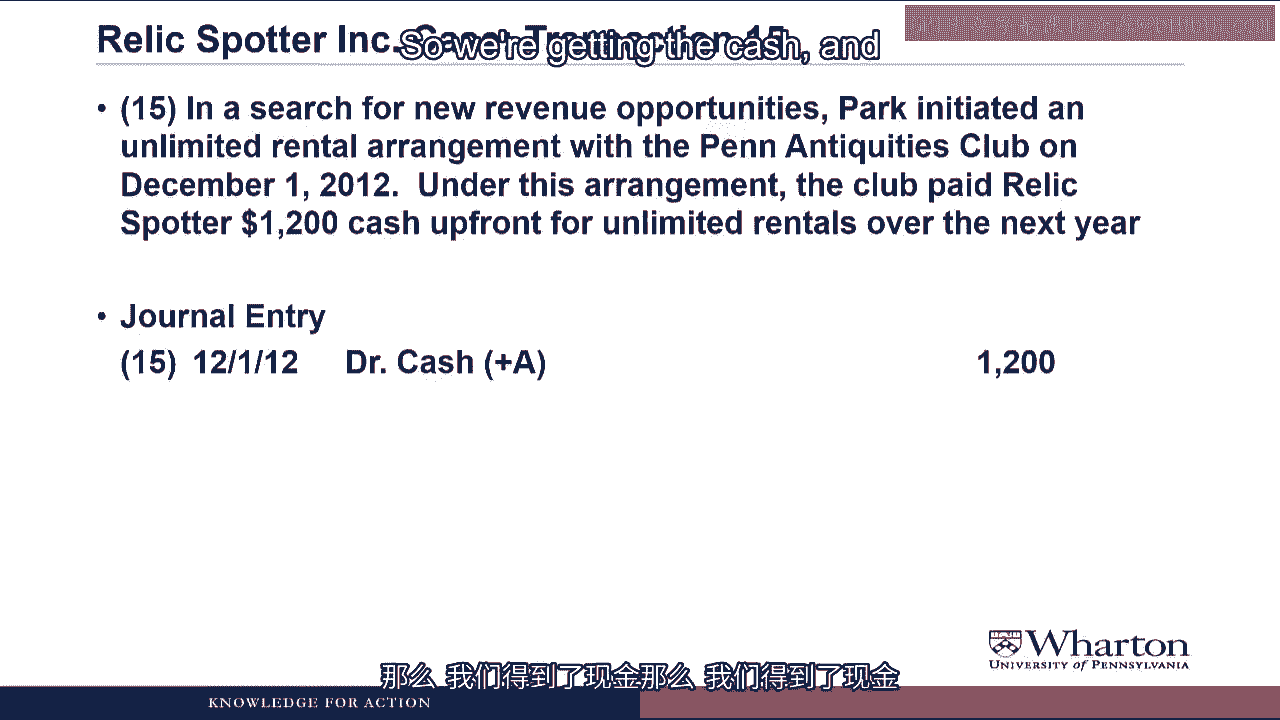 Relic Spotter Inc. Case: Transaction 15
So we're getting the cash, and
• (15) In a search for new revenue opportunities, Park initiated an
unlimited rental arrangement with the Penn Antiquities Club on
December 1, 2012. Under this arrangement, the club paid Relic
Spotter $1,200 cash upfront for unlimited rentals over the next year
• Journal Entry
(15) 12/1/12 Dr. Cash (+A) 1,200
Wharton
UNIVERSITY of PENNSYLVANIA
那么 我们得到了现金那么 我们得到了现金
KNOWLEDGE FOR ACTION